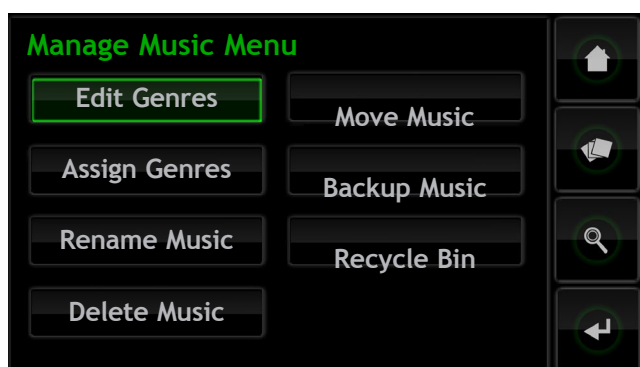 Manage Music Menu
Edit Genres
Move Music
Assign Genres
Backup Music
Rename Music
Recycle Bin
Delete Music